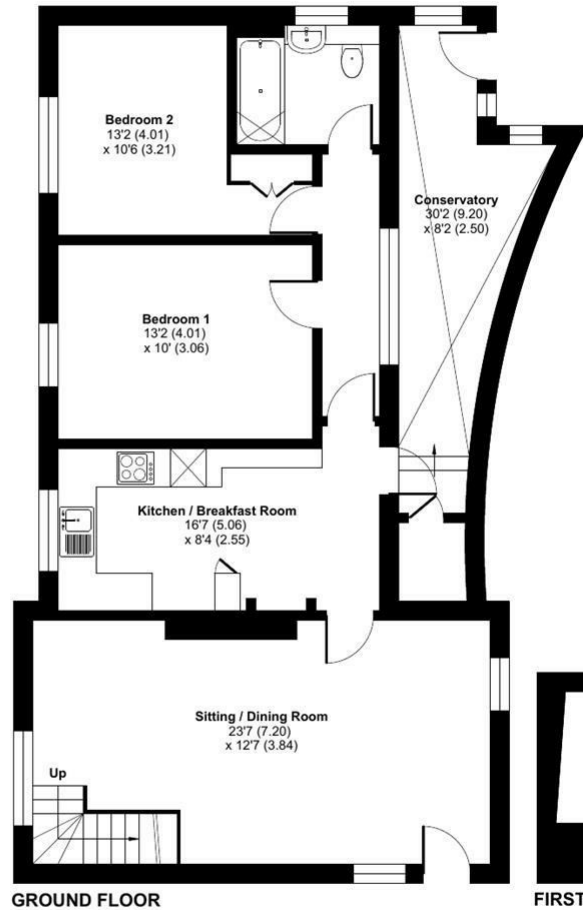 Bedroom 2
13'2 (4.01)
x 10'6 (3.21)
Conservatory
30'2 (9.20)
x 8'2 (2.50)
Bedroom 1
13'2 (4.01)
x 10' (3.06)
Kitchen / Breakfast Room
16'7 (5.06)
x 8'4 (2.55)
Sitting / Dining Room
23'7 (7.20)
x 12'7 (3.84)
Up
GROUND FLOOR
FIRST